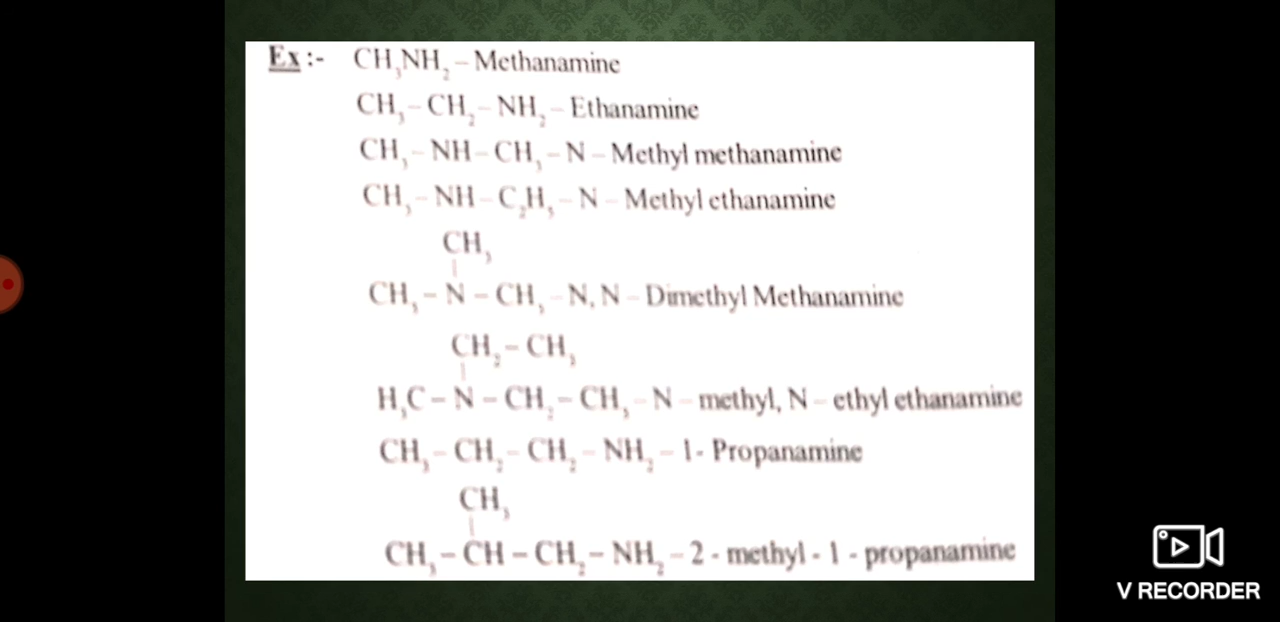 Ex :- CH₃NH₂ – Methanamine
CH₃ – CH₂ – NH₂ – Ethanamine
CH₃ – NH – CH₃ – N – Methyl methanamine
CH₃ – NH – C₂H₅ – N – Methyl ethanamine
CH₃
|
CH₃ – N – CH₃ – N, N – Dimethyl Methanamine
CH₂ – CH₃
|
H₃C – N – CH₂ – CH₃ – N – methyl, N – ethyl ethanamine
CH₃ – CH₂ – CH₂ – NH₂ – 1 - Propanamine
CH₃
|
CH₃ – CH – CH₂ – NH₂ – 2 - methyl - 1 - propanamine
V RECORDER